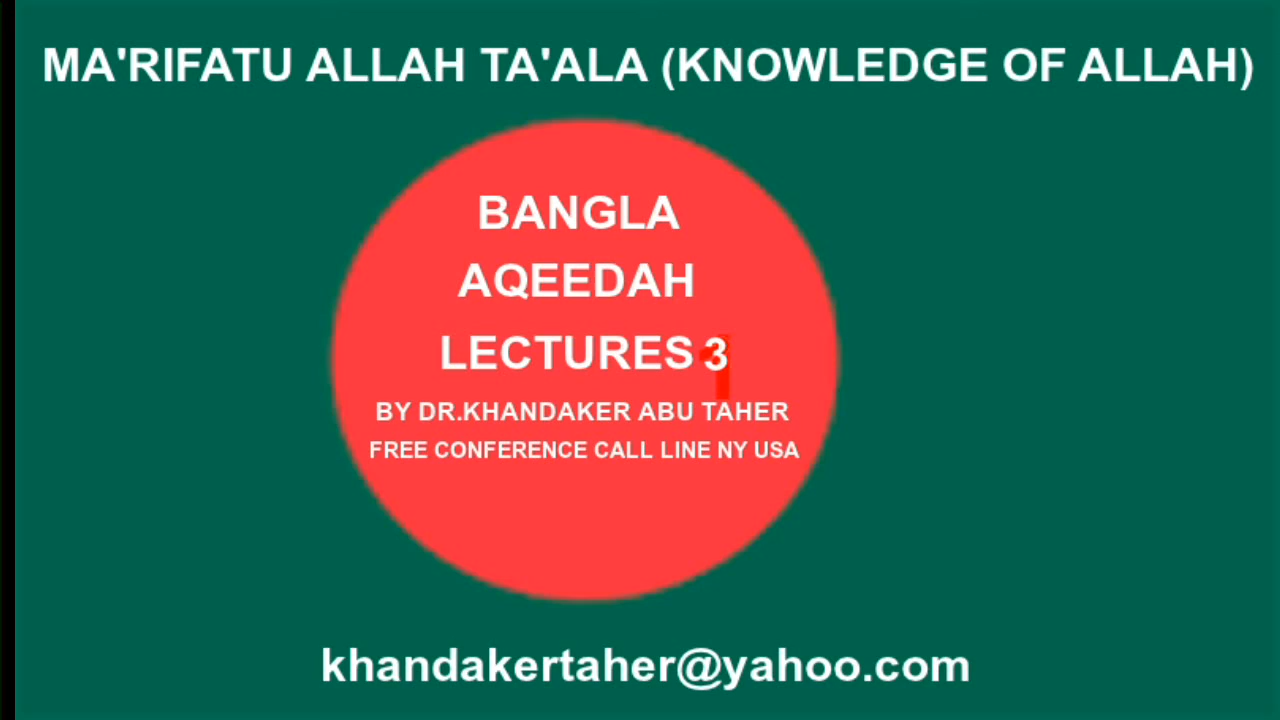 MA'RIFATU ALLAH TA'ALA (KNOWLEDGE OF ALLAH)
BANGLA
AQEEDAH
LECTURES 3
BY DR.KHANDAKER ABU TAHER
FREE CONFERENCE CALL LINE NY USA
khandakertaher@yahoo.com